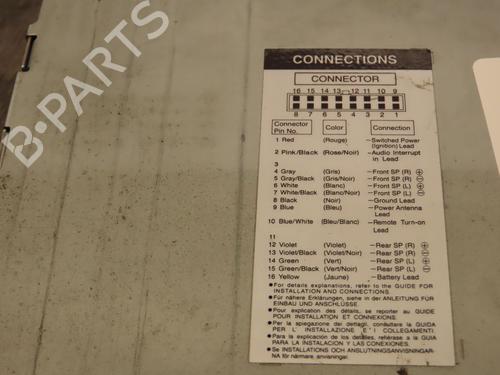 B-PARTS
CONNECTIONS
CONNECTOR
16 15 14 13 12 11 10 9
8 7 6 5 4 3 2 1
Connector Pin No. Color Connection
1 Red (Rouge) Switched Power (Ignition) Lead
2 Pink/Black (Rose/Noir) Audio Interrupt in Lead
3
4 Gray (Gris) Front SP (R) ⊕
5 Gray/Black (Gris/Noir) Front SP (R) ⊖
6 White (Blanc) Front SP (L) ⊕
7 White/Black (Blanc/Noir) Front SP (L) ⊖
8 Black (Noir) Ground Lead
9 Blue (Bleu) Power Antenna Lead
10 Blue/White (Bleu/Blanc) Remote Turn-on Lead
11
12 Violet (Violet) Rear SP (R) ⊕
13 Violet/Black (Violet/Noir) Rear SP (R) ⊖
14 Green (Vert) Rear SP (L) ⊕
15 Green/Black (Vert/Noir) Rear SP (L) ⊖
16 Yellow (Jaune) Battery Lead
●For details explanations, refer to the GUIDE FOR
INSTALLATION AND CONNECTIONS.
●Für nähere Erklärungen, siehe in der ANLEITUNG FÜR
EINBAU UND ANSCHLÜSSE.
●Pour explication des détails, se reporter au GUIDE
POUR INSTALLATION ET CONNEXIONS.
●Per la spiegazione dei dettagli, consultare la GUIDA
PER L'INSTALLAZIONE E I COLLEGAMENTI.
●Para la explicación de los detalles, refiérase a la GUIA
PARA LA INSTALACION Y LAS CONEXIONES.
●Se INSTALLATIONS OCH ANSLUTNINGSANVISNINGAR-
NA för närmare anvisningar.